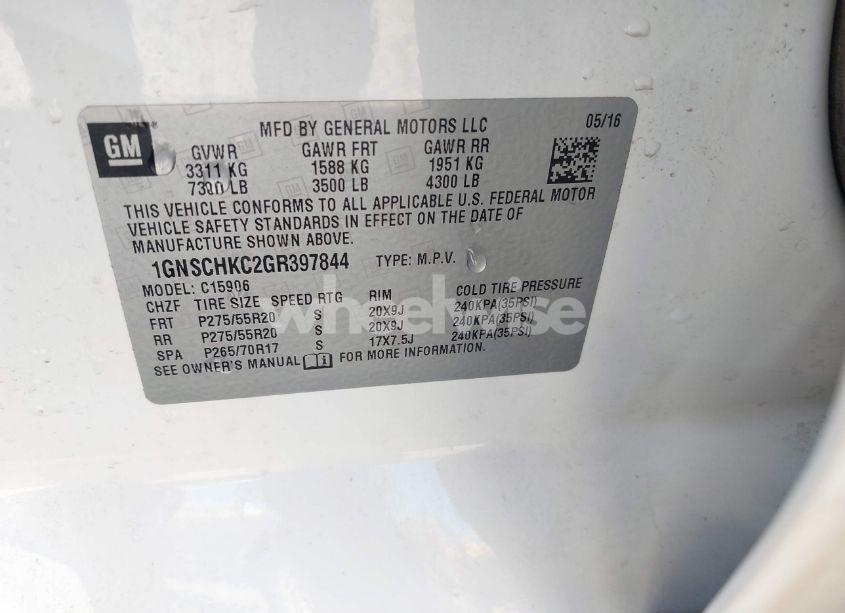 GM
MFD BY GENERAL MOTORS LLC 05/16
GVWR GAWR FRT GAWR RR
3311 KG 1588 KG 1951 KG
7300 LB 3500 LB 4300 LB
THIS VEHICLE CONFORMS TO ALL APPLICABLE U.S. FEDERAL MOTOR
VEHICLE SAFETY STANDARDS IN EFFECT ON THE DATE OF
MANUFACTURE SHOWN ABOVE.
1GNSCHKC2GR397844 TYPE: M.P.V.
MODEL: C15906
CHZF TIRE SIZE SPEED RTG RIM COLD TIRE PRESSURE
FRT P275/55R20 S 20X9J 240KPA(35PSI)
RR P275/55R20 S 20X9J 240KPA(35PSI)
SPA P265/70R17 S 17X7.5J 240KPA(35PSI)
SEE OWNER'S MANUAL FOR MORE INFORMATION.
wheelwise